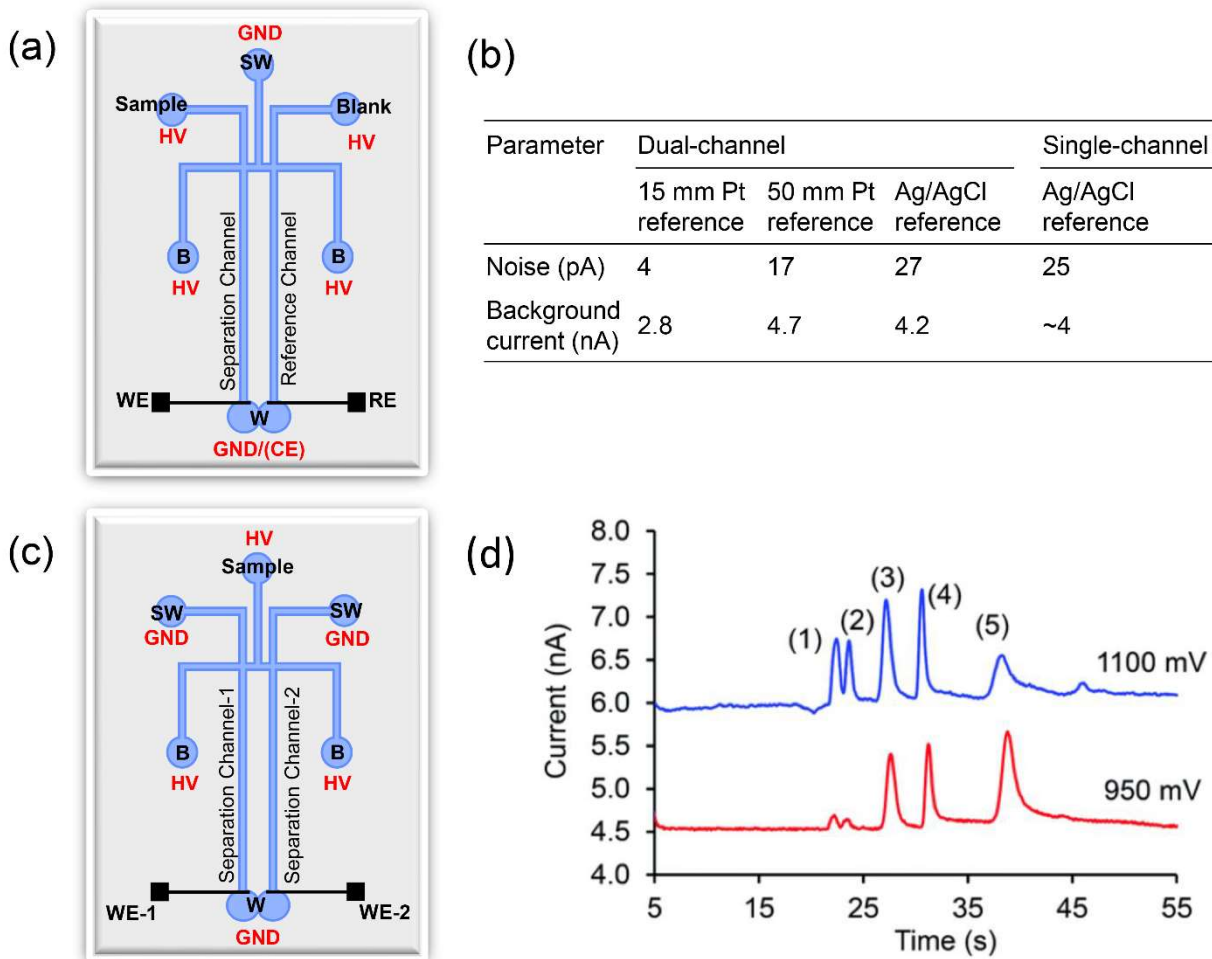 (a)
GND
SW
Sample
Blank
HV
HV
B
B
HV
HV
Separation Channel
Reference Channel
WE
RE
W
GND/(CE)
(b)
Parameter Dual-channel Single-channel
15 mm Pt 50 mm Pt Ag/AgCl Ag/AgCl
reference reference reference reference
Noise (pA) 4 17 27 25
Background
current (nA) 2.8 4.7 4.2 ~4
(c)
HV
Sample
SW
SW
GND
GND
B
B
HV
HV
Separation Channel-1
Separation Channel-2
WE-1
WE-2
W
GND
(d)
Current (nA)
8.0
7.5
7.0
6.5
6.0
5.5
5.0
4.5
4.0
(1)
(2)
(3)
(4)
(5)
1100 mV
950 mV
5 15 25 35 45 55
Time (s)